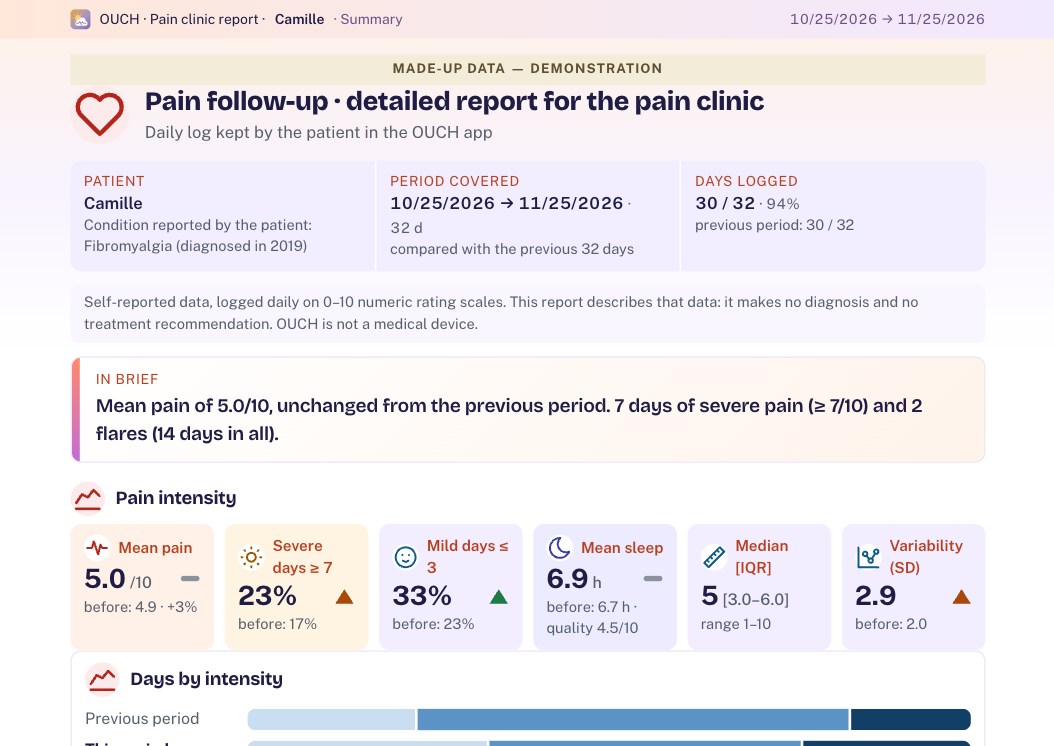 OUCH · Pain clinic report · Camille · Summary
10/25/2026 → 11/25/2026
MADE-UP DATA — DEMONSTRATION
Pain follow-up · detailed report for the pain clinic
Daily log kept by the patient in the OUCH app
PATIENT
Camille
Condition reported by the patient:
Fibromyalgia (diagnosed in 2019)
PERIOD COVERED
10/25/2026 → 11/25/2026 ·
32 d
compared with the previous 32 days
DAYS LOGGED
30 / 32 · 94%
previous period: 30 / 32
Self-reported data, logged daily on 0–10 numeric rating scales. This report describes that data: it makes no diagnosis and no
treatment recommendation. OUCH is not a medical device.
IN BRIEF
Mean pain of 5.0/10, unchanged from the previous period. 7 days of severe pain (≥ 7/10) and 2
flares (14 days in all).
Pain intensity
Mean pain
5.0 /10
before: 4.9 · +3%
Severe
days ≥ 7
23%
before: 17%
Mild days ≤
3
33%
before: 23%
Mean sleep
6.9 h
before: 6.7 h ·
quality 4.5/10
Median
[IQR]
5 [3.0–6.0]
range 1–10
Variability
(SD)
2.9
before: 2.0
Days by intensity
Previous period